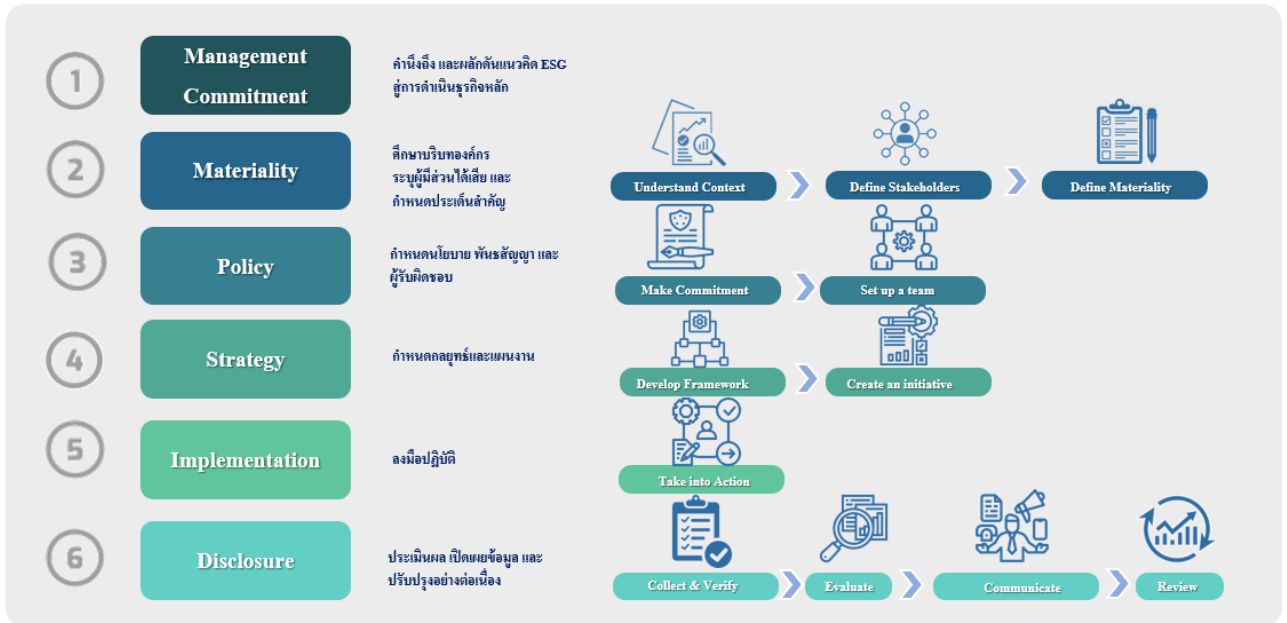 1
Management
Commitment
คำนึงถึง และผลักดันแนวคิด ESG
สู่การดำเนินธุรกิจหลัก
2
Materiality
ศึกษาบริบทองค์กร
ระบุผู้มีส่วนได้เสีย และ
กำหนดประเด็นสำคัญ
Understand Context
Define Stakeholders
Define Materiality
3
Policy
กำหนดนโยบาย พันธสัญญา และ
ผู้รับผิดชอบ
Make Commitment
Set up a team
4
Strategy
กำหนดกลยุทธ์และแผนงาน
Develop Framework
Create an initiative
5
Implementation
ลงมือปฏิบัติ
Take into Action
6
Disclosure
ประเมินผล เปิดเผยข้อมูล และ
ปรับปรุงอย่างต่อเนื่อง
Collect & Verify
Evaluate
Communicate
Review